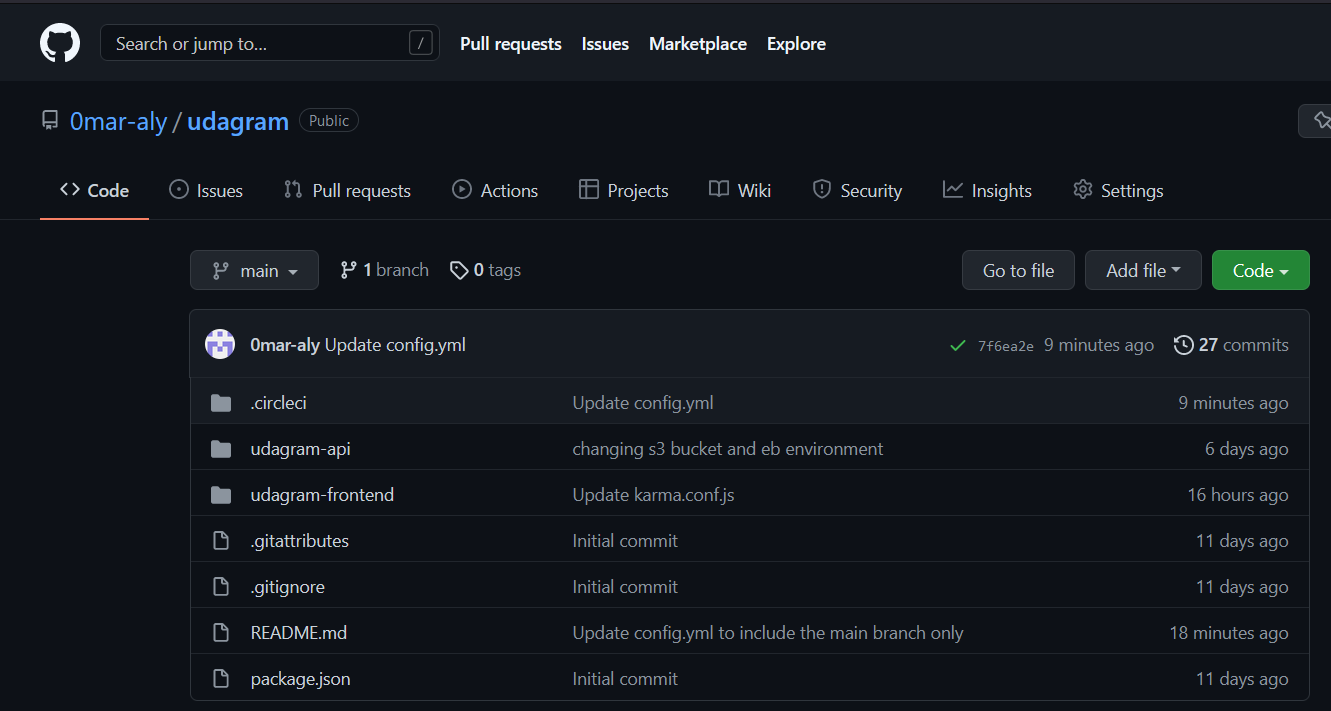 Search or jump to... / Pull requests Issues Marketplace Explore
0mar-aly / udagram Public
Code Issues Pull requests Actions Projects Wiki Security Insights Settings
main 1 branch 0 tags Go to file Add file Code
0mar-aly Update config.yml 7f6ea2e 9 minutes ago 27 commits
.circleci Update config.yml 9 minutes ago
udagram-api changing s3 bucket and eb environment 6 days ago
udagram-frontend Update karma.conf.js 16 hours ago
.gitattributes Initial commit 11 days ago
.gitignore Initial commit 11 days ago
README.md Update config.yml to include the main branch only 18 minutes ago
package.json Initial commit 11 days ago